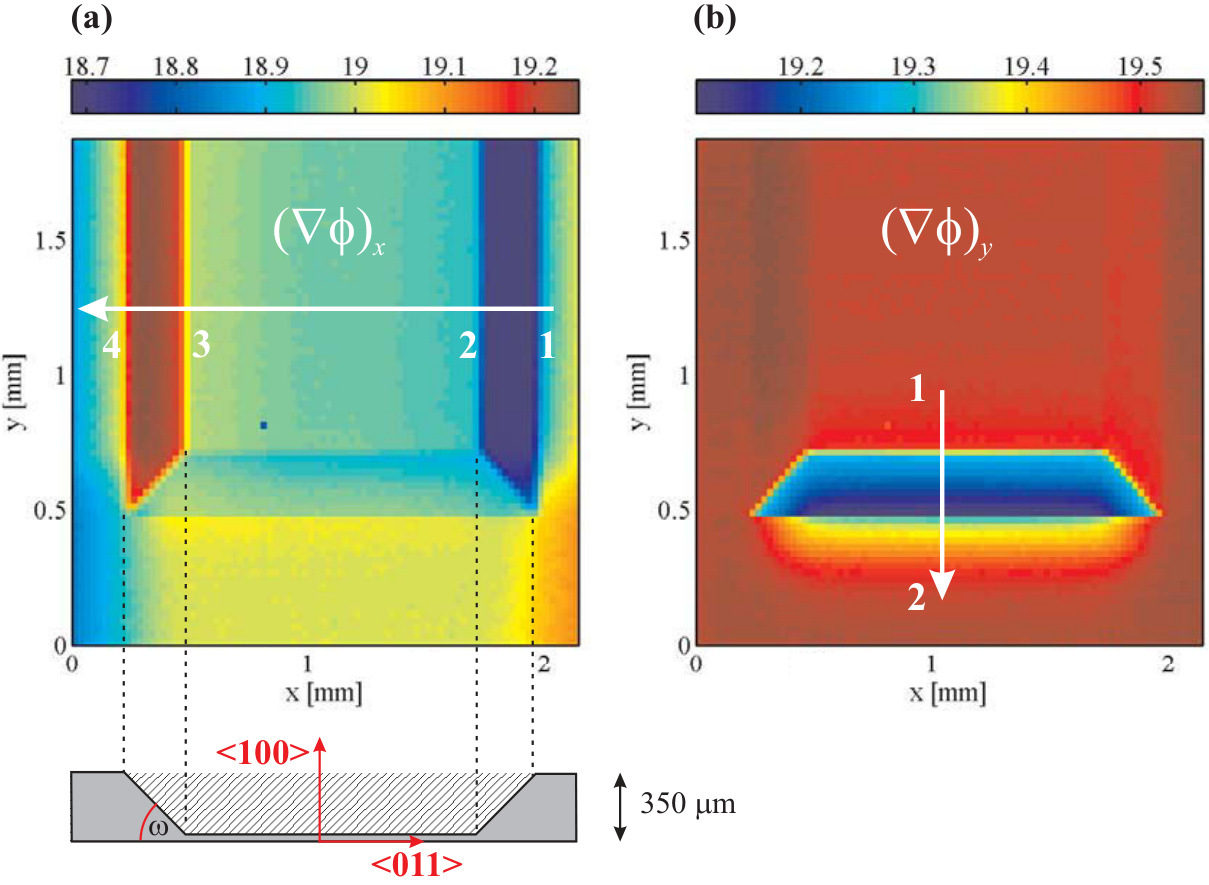 (a)
(b)
18.7 18.8 18.9 19 19.1 19.2
19.2 19.3 19.4 19.5
(∇ϕ)x
(∇ϕ)y
1.5
1
0.5
0
y [mm]
4 3 2 1
0 1 2
x [mm]
1.5
1
0.5
0
y [mm]
1
2
0 1 2
x [mm]
<100>
ω
<011>
350 μm